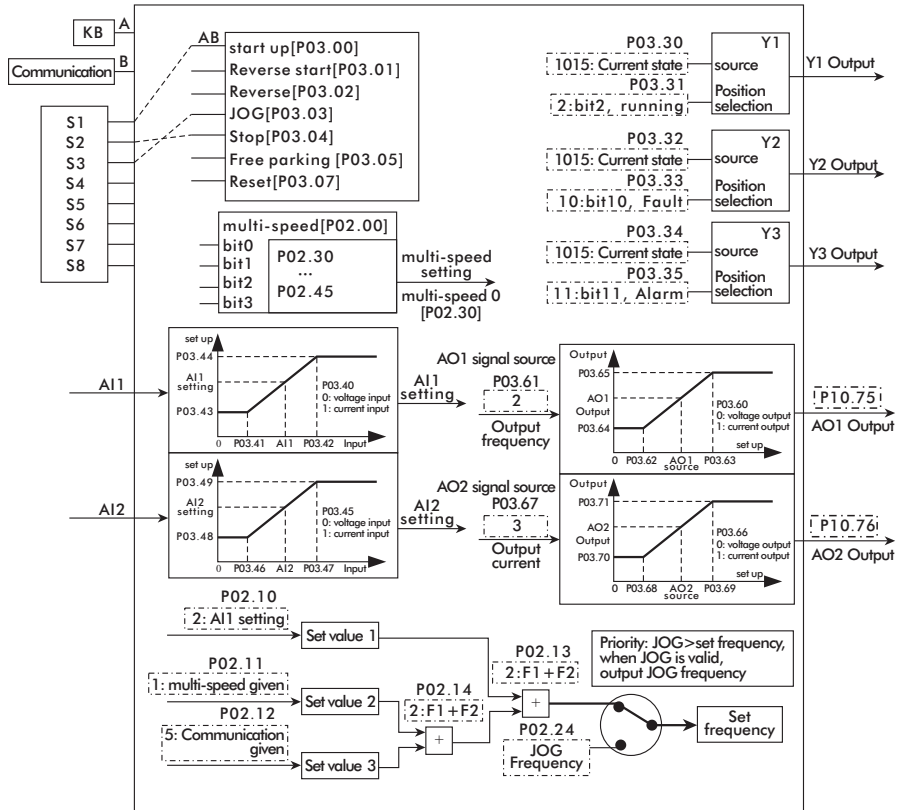 KB
A
Communication
B
S1
S2
S3
S4
S5
S6
S7
S8
AB
start up[P03.00]
Reverse start[P03.01]
Reverse[P03.02]
JOG[P03.03]
Stop[P03.04]
Free parking [P03.05]
Reset[P03.07]
multi-speed[P02.00]
bit0
bit1
bit2
bit3
P02.30
...
P02.45
multi-speed
setting
multi-speed 0
[P02.30]
P03.30
1015: Current state
P03.31
2:bit2, running
Y1
source
Position
selection
Y1 Output
P03.32
1015: Current state
P03.33
10:bit10, Fault
Y2
source
Position
selection
Y2 Output
P03.34
1015: Current state
P03.35
11:bit11, Alarm
Y3
source
Position
selection
Y3 Output
AI1
set up
P03.44
AI1
setting
P03.43
P03.40
0: voltage input
1: current input
0 P03.41 AI1 P03.42 Input
AI1
setting
AO1 signal source
P03.61
2
Output
frequency
Output
P03.65
AO1
Output
P03.64
P03.60
0: voltage output
1: current output
set up
0 P03.62 AO1 P03.63
source
P10.75
AO1 Output
AI2
set up
P03.49
AI2
setting
P03.48
P03.45
0: voltage input
1: current input
0 P03.46 AI2 P03.47 Input
AI2
setting
AO2 signal source
P03.67
3
Output
current
Output
P03.71
AO2
Output
P03.70
P03.66
0: voltage output
1: current output
set up
0 P03.68 AO2 P03.69
source
P10.76
AO2 Output
P02.10
2: AI1 setting
Set value 1
P02.11
1: multi-speed given
Set value 2
P02.12
5: Communication
given
Set value 3
P02.14
2:F1+F2
+
P02.13
2:F1+F2
+
P02.24
JOG
Frequency
Priority: JOG>set frequency,
when JOG is valid,
output JOG frequency
Set
frequency